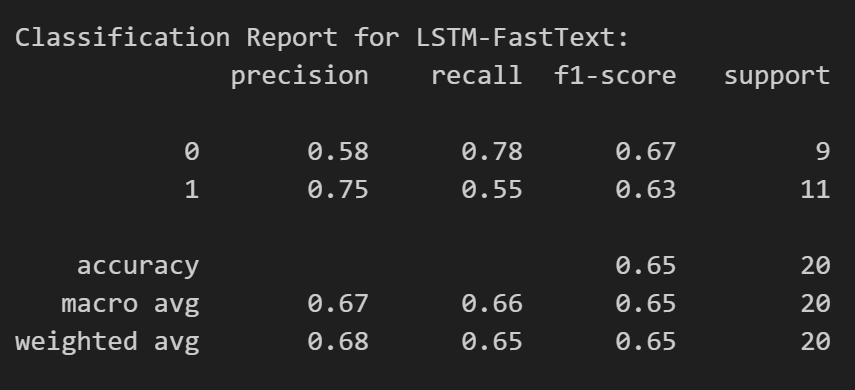 Classification Report for LSTM-FastText:
precision recall f1-score support
0 0.58 0.78 0.67 9
1 0.75 0.55 0.63 11
accuracy 0.65 20
macro avg 0.67 0.66 0.65 20
weighted avg 0.68 0.65 0.65 20